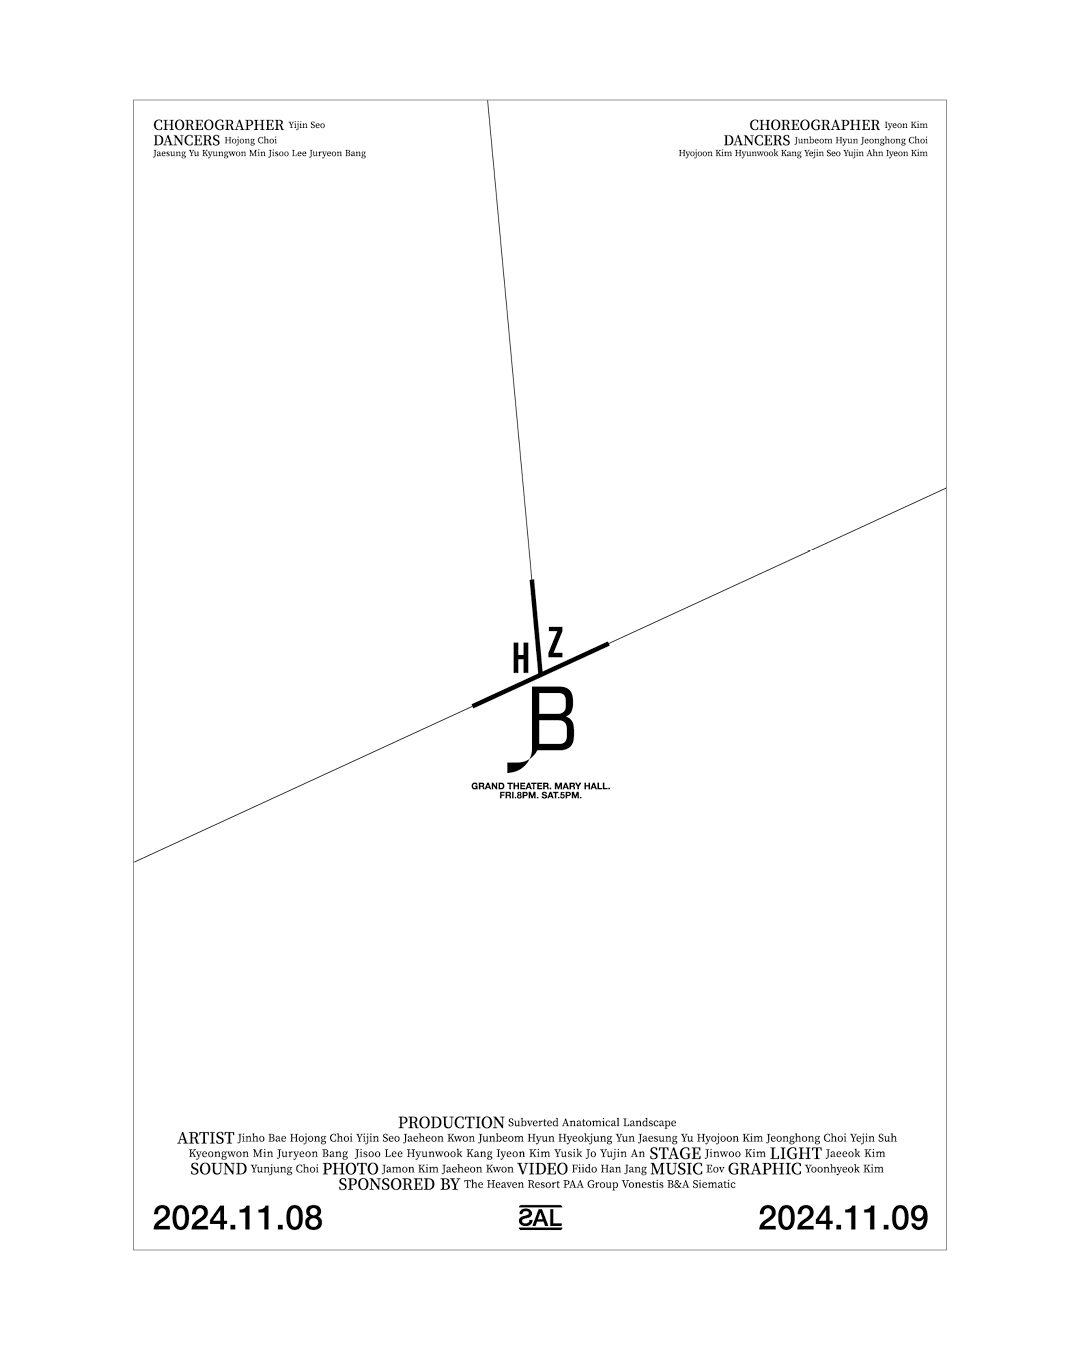 CHOREOGRAPHER Yijin Seo
DANCERS Hojong Choi
Jaesung Yu Kyungwon Min Jisoo Lee Juryeon Bang
CHOREOGRAPHER Iyeon Kim
DANCERS Junbeom Hyun Jeonghong Choi
Hyojoon Kim Hyunwook Kang Yejin Seo Yujin Ahn Iyeon Kim
H Z
B
GRAND THEATER. MARY HALL.
FRI.8PM. SAT.5PM.
PRODUCTION Subverted Anatomical Landscape
ARTIST Jinho Bae Hojong Choi Yijin Seo Jaeheon Kwon Junbeom Hyun Hyeokjung Yun Jaesung Yu Hyojoon Kim Jeonghong Choi Yejin Suh
Kyeongwon Min Juryeon Bang Jisoo Lee Hyunwook Kang Iyeon Kim Yusik Jo Yujin An STAGE Jinwoo Kim LIGHT Jaeeok Kim
SOUND Yunjung Choi PHOTO Jamon Kim Jaeheon Kwon VIDEO Fiido Han Jang MUSIC Eov GRAPHIC Yoonhyeok Kim
SPONSORED BY The Heaven Resort PAA Group Vonestis B&A Siematic
2024.11.08
SAL
2024.11.09